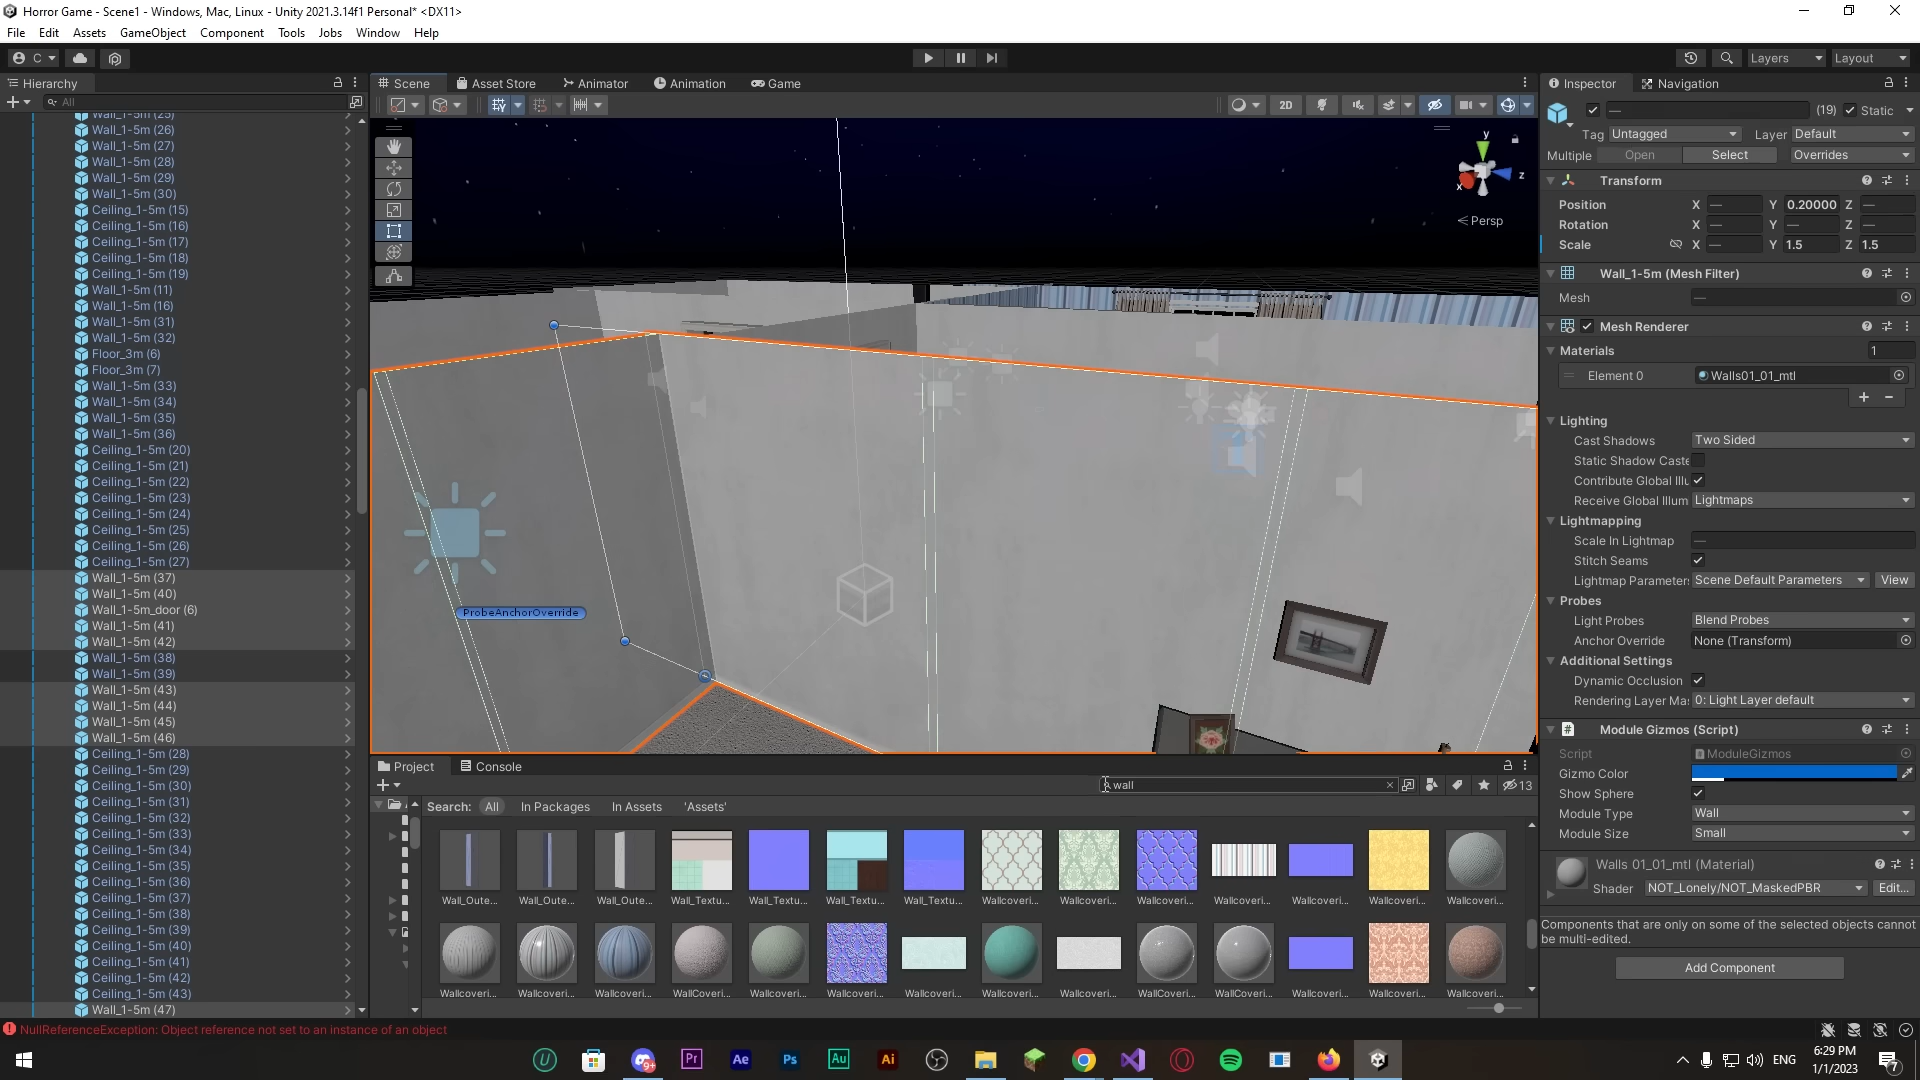 Horror Game - Scene1 - Windows, Mac, Linux - Unity 2021.3.14f1 Personal* <DX11>
File Edit Assets GameObject Component Tools Jobs Window Help
C Layers Layout
Hierarchy
All
Wall_1-5m (25)
Wall_1-5m (26)
Wall_1-5m (27)
Wall_1-5m (28)
Wall_1-5m (29)
Wall_1-5m (30)
Ceiling_1-5m (15)
Ceiling_1-5m (16)
Ceiling_1-5m (17)
Ceiling_1-5m (18)
Ceiling_1-5m (19)
Wall_1-5m (11)
Wall_1-5m (16)
Wall_1-5m (31)
Wall_1-5m (32)
Floor_3m (6)
Floor_3m (7)
Wall_1-5m (33)
Wall_1-5m (34)
Wall_1-5m (35)
Wall_1-5m (36)
Ceiling_1-5m (20)
Ceiling_1-5m (21)
Ceiling_1-5m (22)
Ceiling_1-5m (23)
Ceiling_1-5m (24)
Ceiling_1-5m (25)
Ceiling_1-5m (26)
Ceiling_1-5m (27)
Wall_1-5m (37)
Wall_1-5m (40)
Wall_1-5m_door (6)
Wall_1-5m (41)
Wall_1-5m (42)
Wall_1-5m (38)
Wall_1-5m (39)
Wall_1-5m (43)
Wall_1-5m (44)
Wall_1-5m (45)
Wall_1-5m (46)
Ceiling_1-5m (28)
Ceiling_1-5m (29)
Ceiling_1-5m (30)
Ceiling_1-5m (31)
Ceiling_1-5m (32)
Ceiling_1-5m (33)
Ceiling_1-5m (34)
Ceiling_1-5m (35)
Ceiling_1-5m (36)
Ceiling_1-5m (37)
Ceiling_1-5m (38)
Ceiling_1-5m (39)
Ceiling_1-5m (40)
Ceiling_1-5m (41)
Ceiling_1-5m (42)
Ceiling_1-5m (43)
Wall_1-5m (47)
Scene Asset Store Animator Animation Game
2D
y
x z
< Persp
ProbeAnchorOverride
Project Console
wall 13
Search: All In Packages In Assets 'Assets'
Wall_Oute... Wall_Oute... Wall_Oute... Wall_Textu... Wall_Textu... Wall_Textu... Wall_Textu... Wallcoveri... Wallcoveri... Wallcoveri... Wallcoveri... Wallcoveri... Wallcoveri... Wallcoveri...
Wallcoveri... Wallcoveri... Wallcoveri... WallCoveri... Wallcoveri... Wallcoveri... Wallcoveri... Wallcoveri... Wallcoveri... WallCoveri... WallCoveri... Wallcoveri... Wallcoveri... Wallcoveri...
Inspector Navigation
— (19) Static
Tag Untagged Layer Default
Multiple Open Select Overrides
Transform
Position X — Y 0.20000 Z —
Rotation X — Y — Z —
Scale X — Y 1.5 Z 1.5
Wall_1-5m (Mesh Filter)
Mesh —
Mesh Renderer
Materials 1
Element 0 Walls01_01_mtl
Lighting
Cast Shadows Two Sided
Static Shadow Caste
Contribute Global Illu
Receive Global Illum Lightmaps
Lightmapping
Scale In Lightmap —
Stitch Seams
Lightmap Parameters Scene Default Parameters View
Probes
Light Probes Blend Probes
Anchor Override None (Transform)
Additional Settings
Dynamic Occlusion
Rendering Layer Ma: 0: Light Layer default
Module Gizmos (Script)
Script ModuleGizmos
Gizmo Color
Show Sphere
Module Type Wall
Module Size Small
Walls 01_01_mtl (Material)
Shader NOT_Lonely/NOT_MaskedPBR Edit...
Components that are only on some of the selected objects cannot
be multi-edited.
Add Component
NullReferenceException: Object reference not set to an instance of an object
U Pr Ae Ps Au Ai ENG 6:29 PM
1/1/2023 7